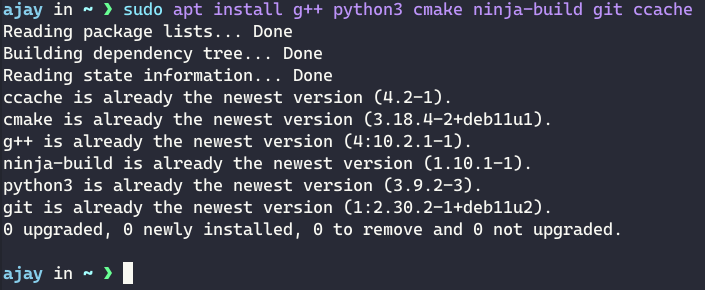 ajay in ~ ❯ sudo apt install g++ python3 cmake ninja-build git ccache
Reading package lists... Done
Building dependency tree... Done
Reading state information... Done
ccache is already the newest version (4.2-1).
cmake is already the newest version (3.18.4-2+deb11u1).
g++ is already the newest version (4:10.2.1-1).
ninja-build is already the newest version (1.10.1-1).
python3 is already the newest version (3.9.2-3).
git is already the newest version (1:2.30.2-1+deb11u2).
0 upgraded, 0 newly installed, 0 to remove and 0 not upgraded.
ajay in ~ ❯